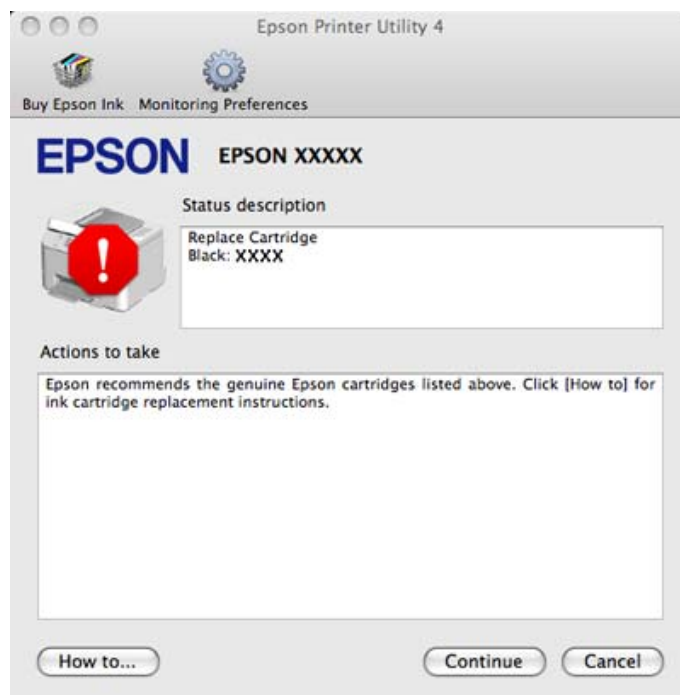 Epson Printer Utility 4
Buy Epson Ink Monitoring Preferences
EPSON EPSON XXXXX
Status description
Replace Cartridge
Black: XXXX
Actions to take
Epson recommends the genuine Epson cartridges listed above. Click [How to] for
ink cartridge replacement instructions.
How to... Continue Cancel